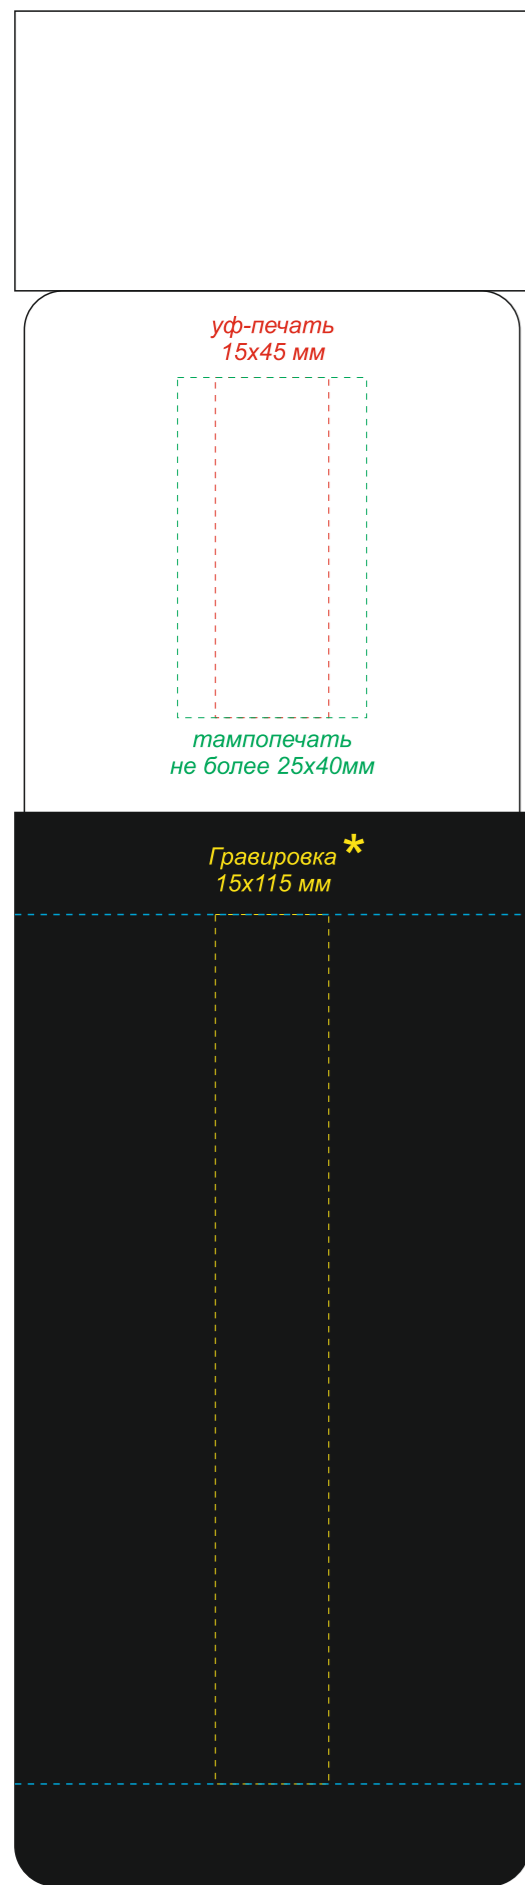 уф-печать
15х45 мм
тампопечать
не более 25х40мм
Гравировка *
15х115 мм